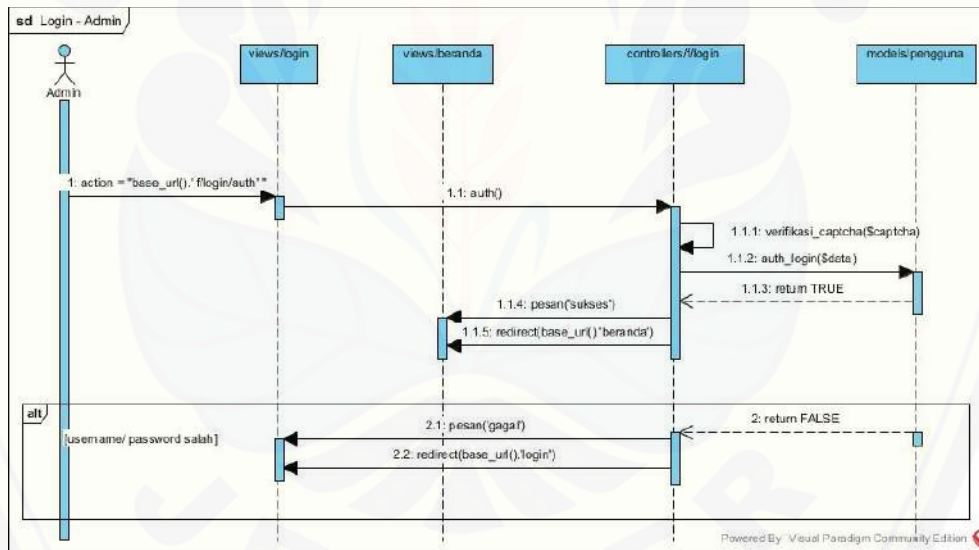 sd Login - Admin
views/login
views/beranda
controllers/f/login
models/pengguna
Admin
1: action = "base_url().' f/login/auth' "
1.1: auth()
1.1.1: verifikasi_captcha($captcha)
1.1.2: auth_login($data)
1.1.3: return TRUE
1.1.4: pesan('sukses')
1.1.5: redirect(base_url()"beranda')
alt
2: return FALSE
[username/ password salah]
2.1: pesan('gagal')
2.2: redirect(base_url().'login')
Powered By Visual Paradigm Community Edition